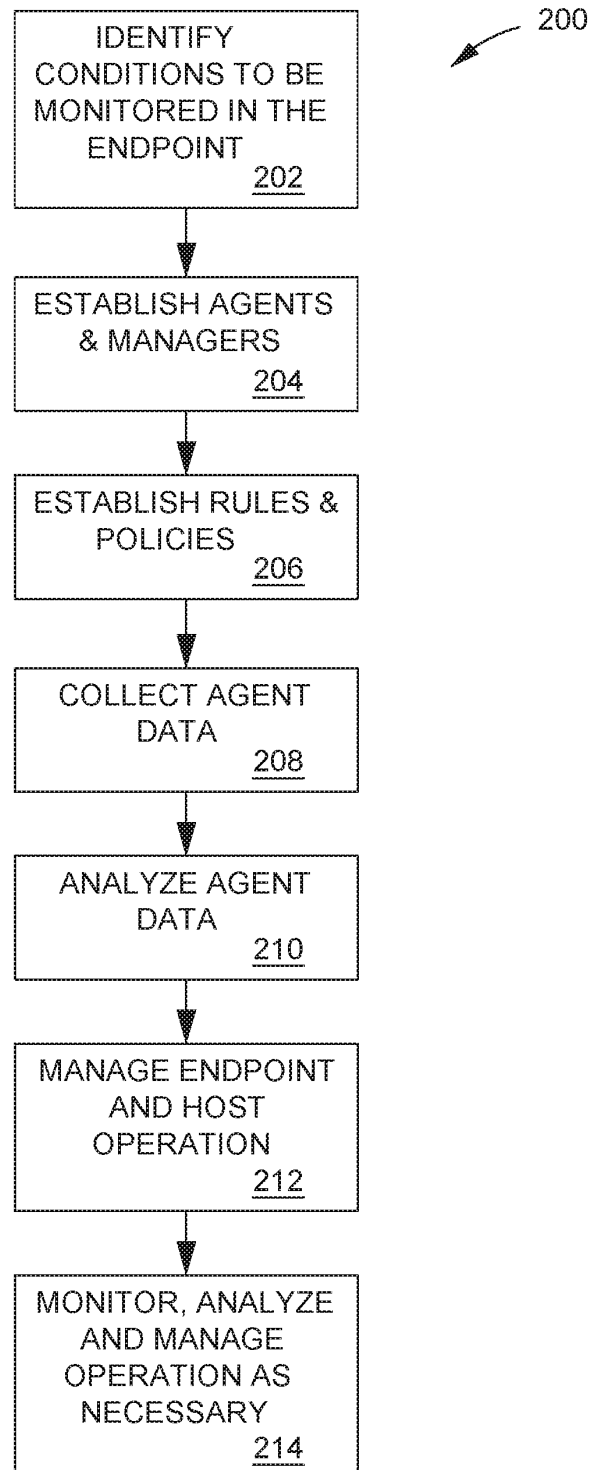 200
IDENTIFY
CONDITIONS TO BE
MONITORED IN THE
ENDPOINT
202
ESTABLISH AGENTS
& MANAGERS
204
ESTABLISH RULES &
POLICIES
206
COLLECT AGENT
DATA
208
ANALYZE AGENT
DATA
210
MANAGE ENDPOINT
AND HOST
OPERATION
212
MONITOR, ANALYZE
AND MANAGE
OPERATION AS
NECESSARY
214